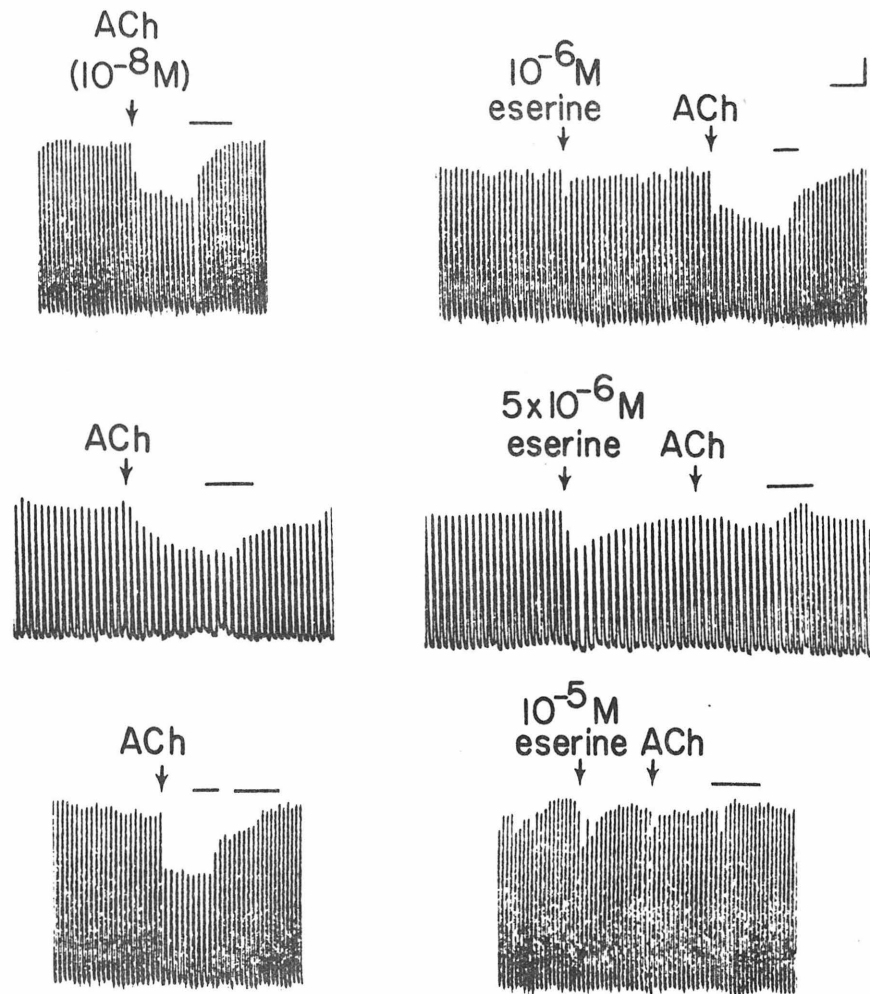 ACh
(10⁻⁸M)
10⁻⁶M
eserine
ACh
ACh
5x10⁻⁶M
eserine
ACh
ACh
10⁻⁵M
eserine ACh